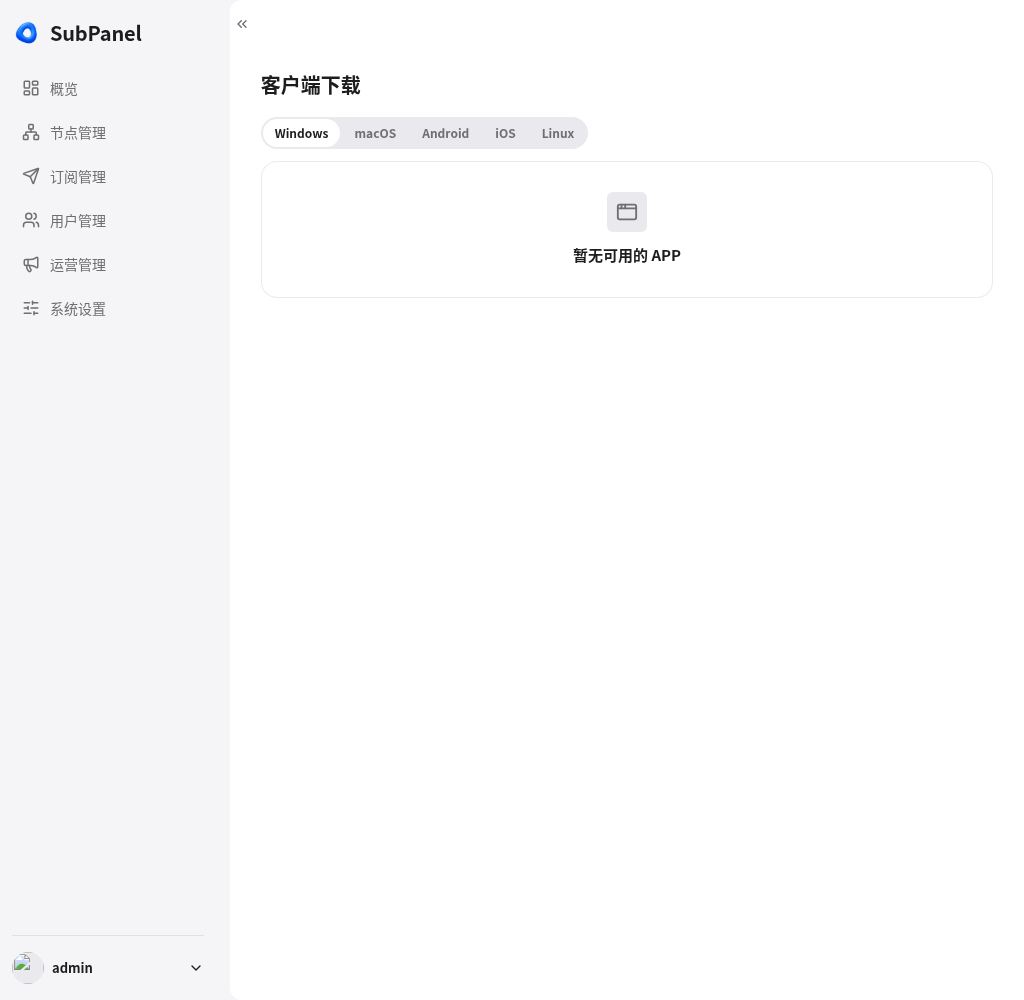 SubPanel
概览
节点管理
订阅管理
用户管理
运营管理
系统设置
admin
客户端下载
Windows macOS Android iOS Linux
暂无可用的 APP